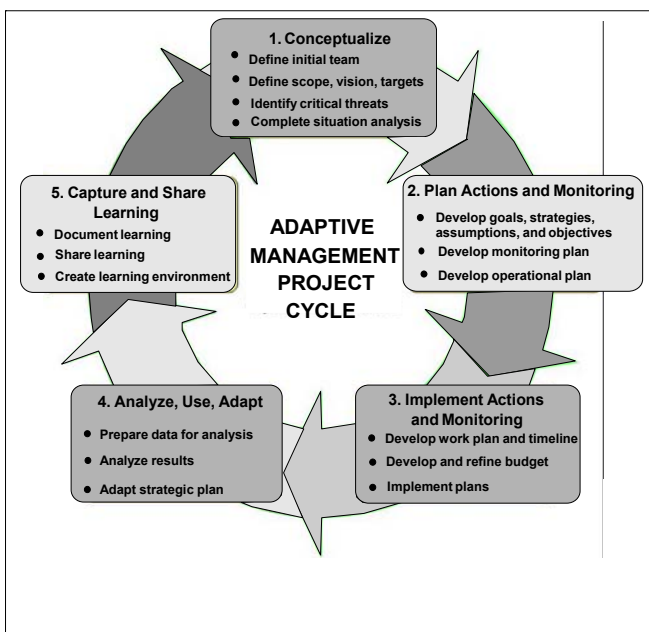 1. Conceptualize
● Define initial team
● Define scope, vision, targets
● Identify critical threats
● Complete situation analysis
2. Plan Actions and Monitoring
● Develop goals, strategies,
assumptions, and objectives
● Develop monitoring plan
● Develop operational plan
3. Implement Actions
and Monitoring
● Develop work plan and timeline
● Develop and refine budget
● Implement plans
4. Analyze, Use, Adapt
● Prepare data for analysis
● Analyze results
● Adapt strategic plan
5. Capture and Share
Learning
● Document learning
● Share learning
● Create learning environment
ADAPTIVE
MANAGEMENT
PROJECT
CYCLE